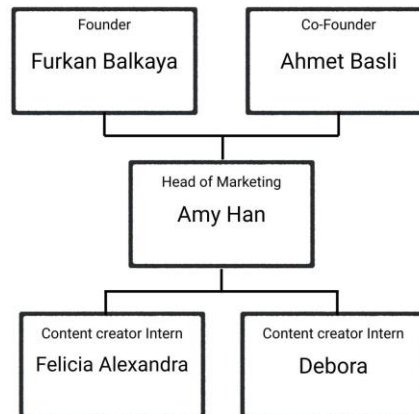 Founder
Furkan Balkaya
Co-Founder
Ahmet Basli
Head of Marketing
Amy Han
Content creator Intern
Felicia Alexandra
Content creator Intern
Debora